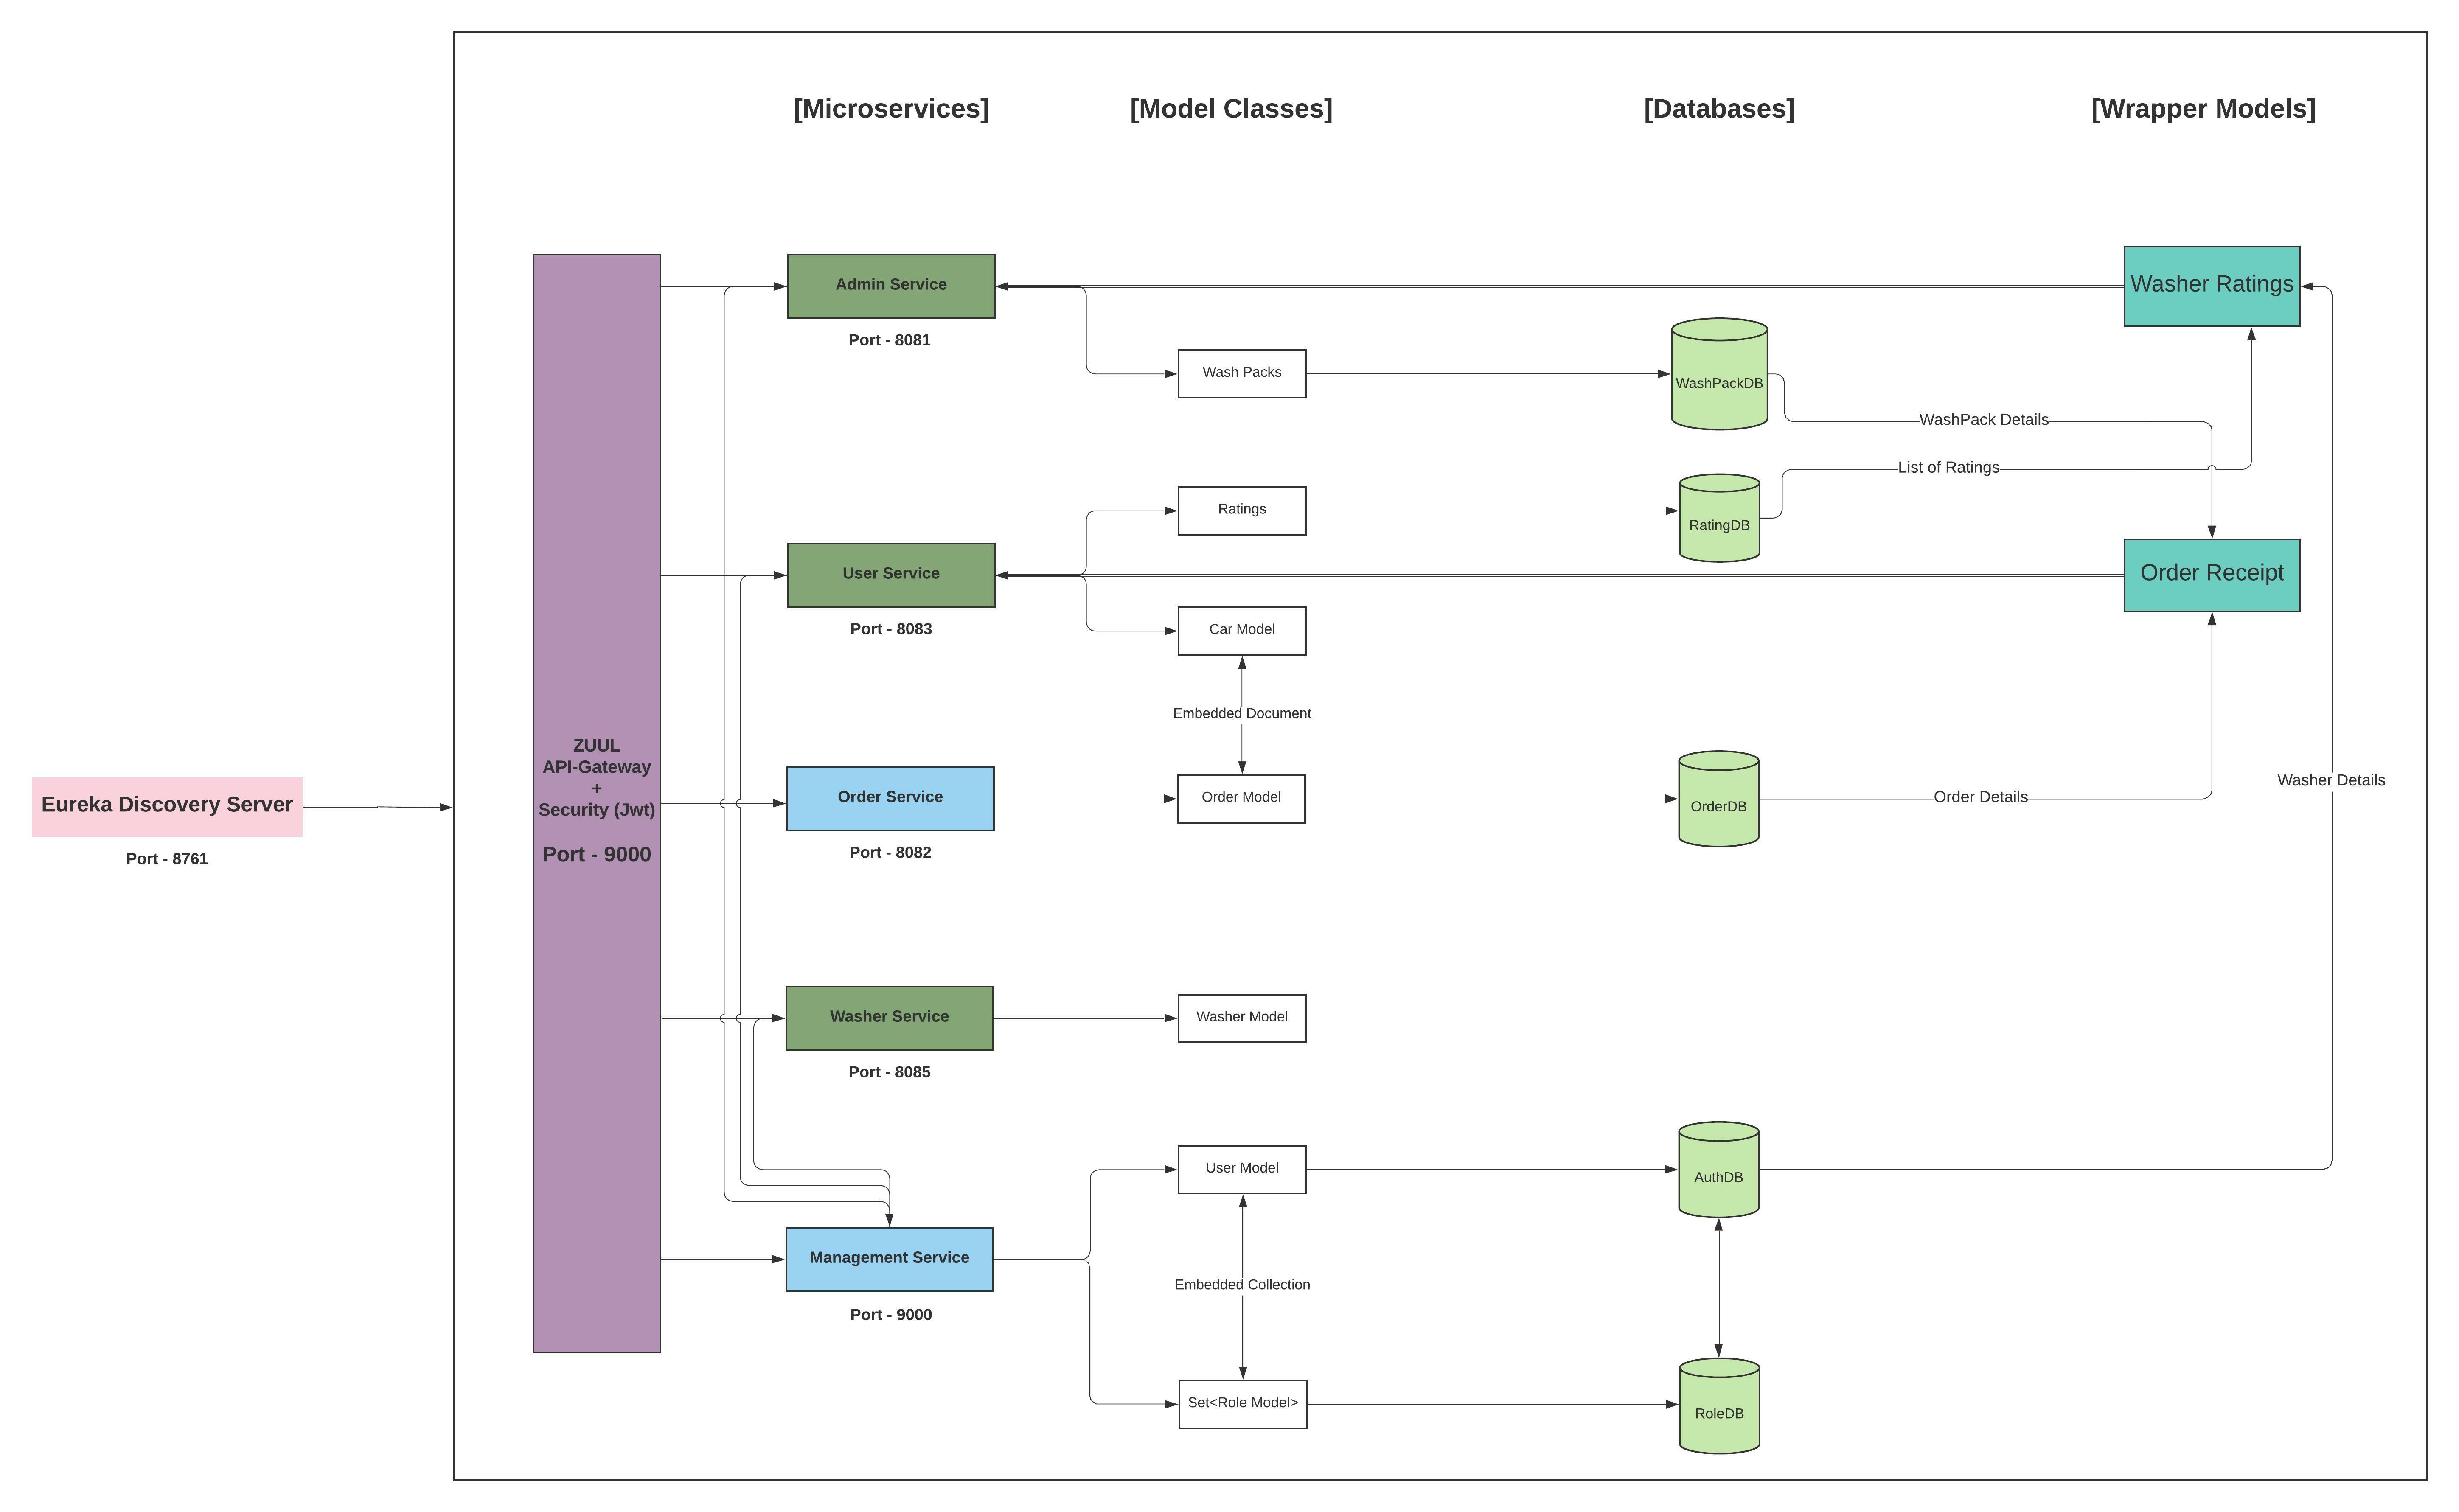 [Microservices]
[Model Classes]
[Databases]
[Wrapper Models]
Eureka Discovery Server
Port - 8761
ZUUL
API-Gateway
+
Security (Jwt)
Port - 9000
Admin Service
Port - 8081
Wash Packs
WashPackDB
WashPack Details
Washer Ratings
Ratings
RatingDB
List of Ratings
User Service
Port - 8083
Car Model
Order Receipt
Embedded Document
Order Service
Port - 8082
Order Model
OrderDB
Order Details
Washer Details
Washer Service
Port - 8085
Washer Model
User Model
AuthDB
Management Service
Port - 9000
Embedded Collection
Set<Role Model>
RoleDB